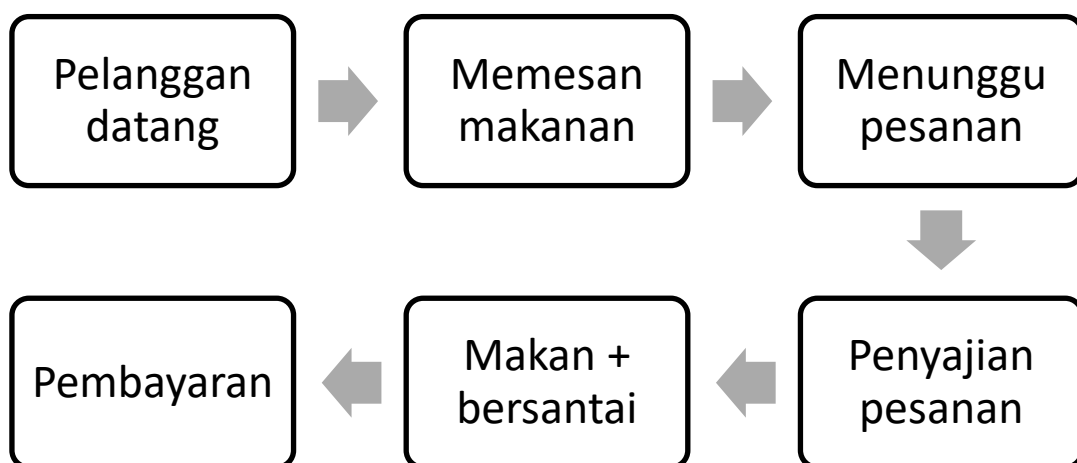 Pelanggan
datang
Memesan
makanan
Menunggu
pesanan
Penyajian
pesanan
Makan +
bersantai
Pembayaran